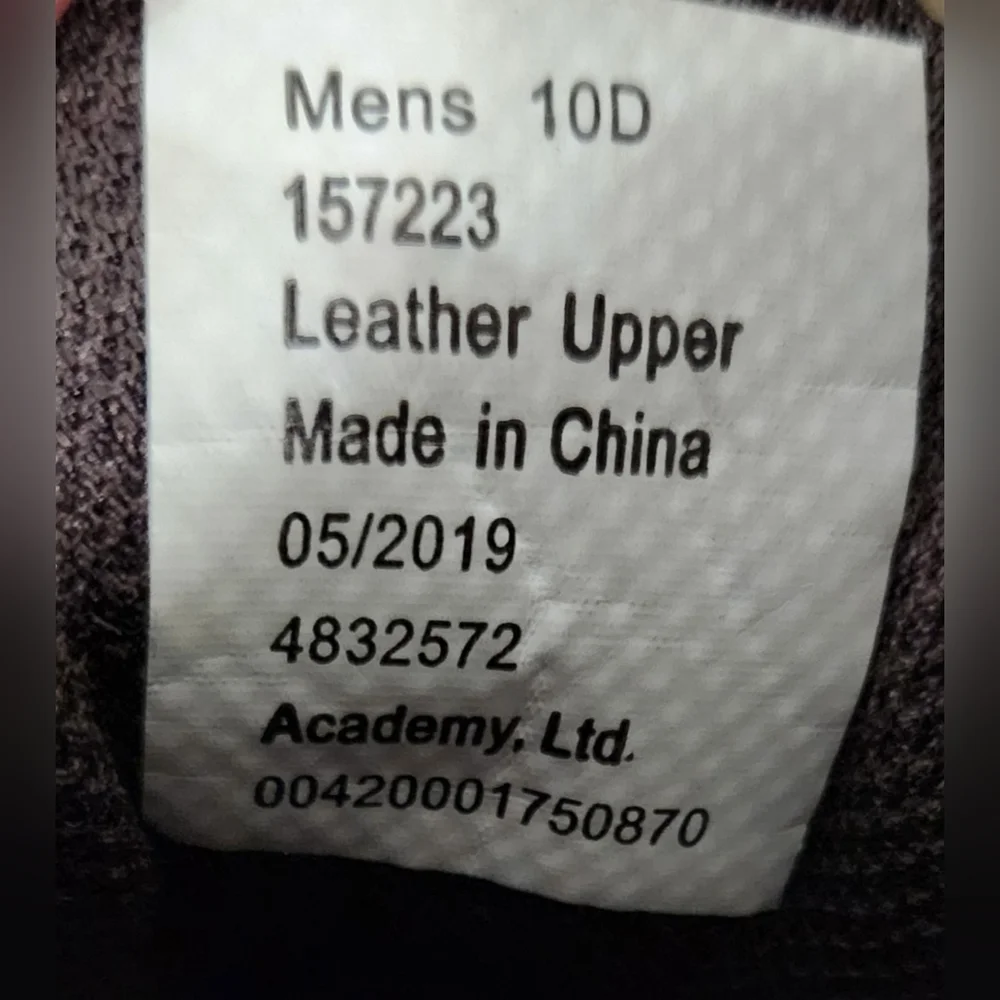 Mens 10D
157223
Leather Upper
Made in China
05/2019
4832572
Academy, Ltd.
00420001750870